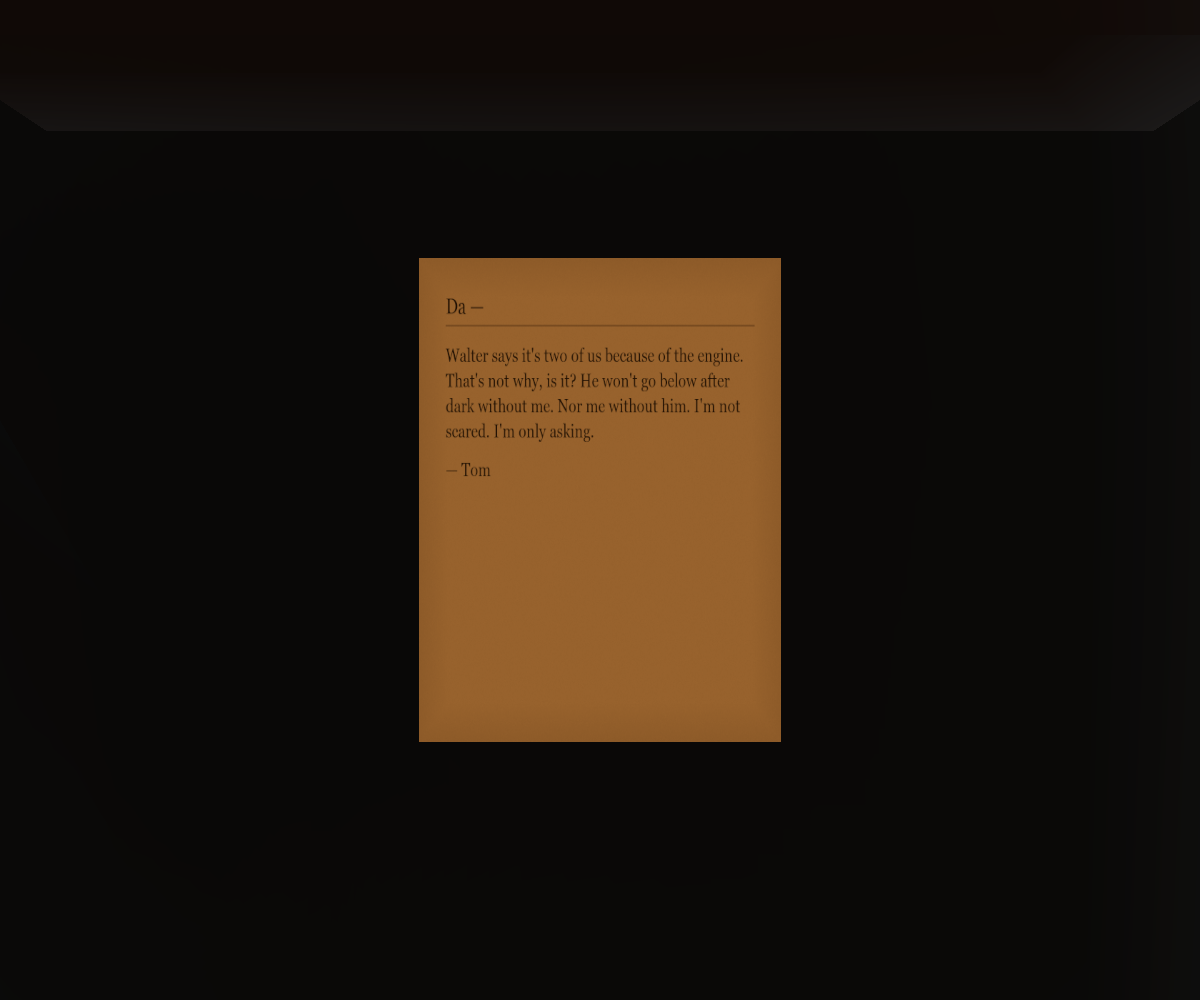 Da —
Walter says it's two of us because of the engine.
That's not why, is it? He won't go below after
dark without me. Nor me without him. I'm not
scared. I'm only asking.
— Tom